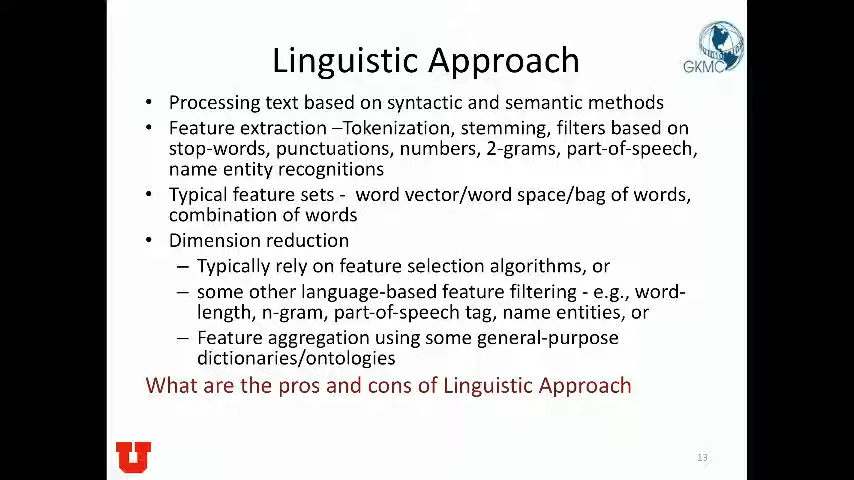 Linguistic Approach
GKMC
• Processing text based on syntactic and semantic methods
• Feature extraction –Tokenization, stemming, filters based on
stop-words, punctuations, numbers, 2-grams, part-of-speech,
name entity recognitions
• Typical feature sets - word vector/word space/bag of words,
combination of words
• Dimension reduction
– Typically rely on feature selection algorithms, or
– some other language-based feature filtering - e.g., word-
length, n-gram, part-of-speech tag, name entities, or
– Feature aggregation using some general-purpose
dictionaries/ontologies
What are the pros and cons of Linguistic Approach
U
13